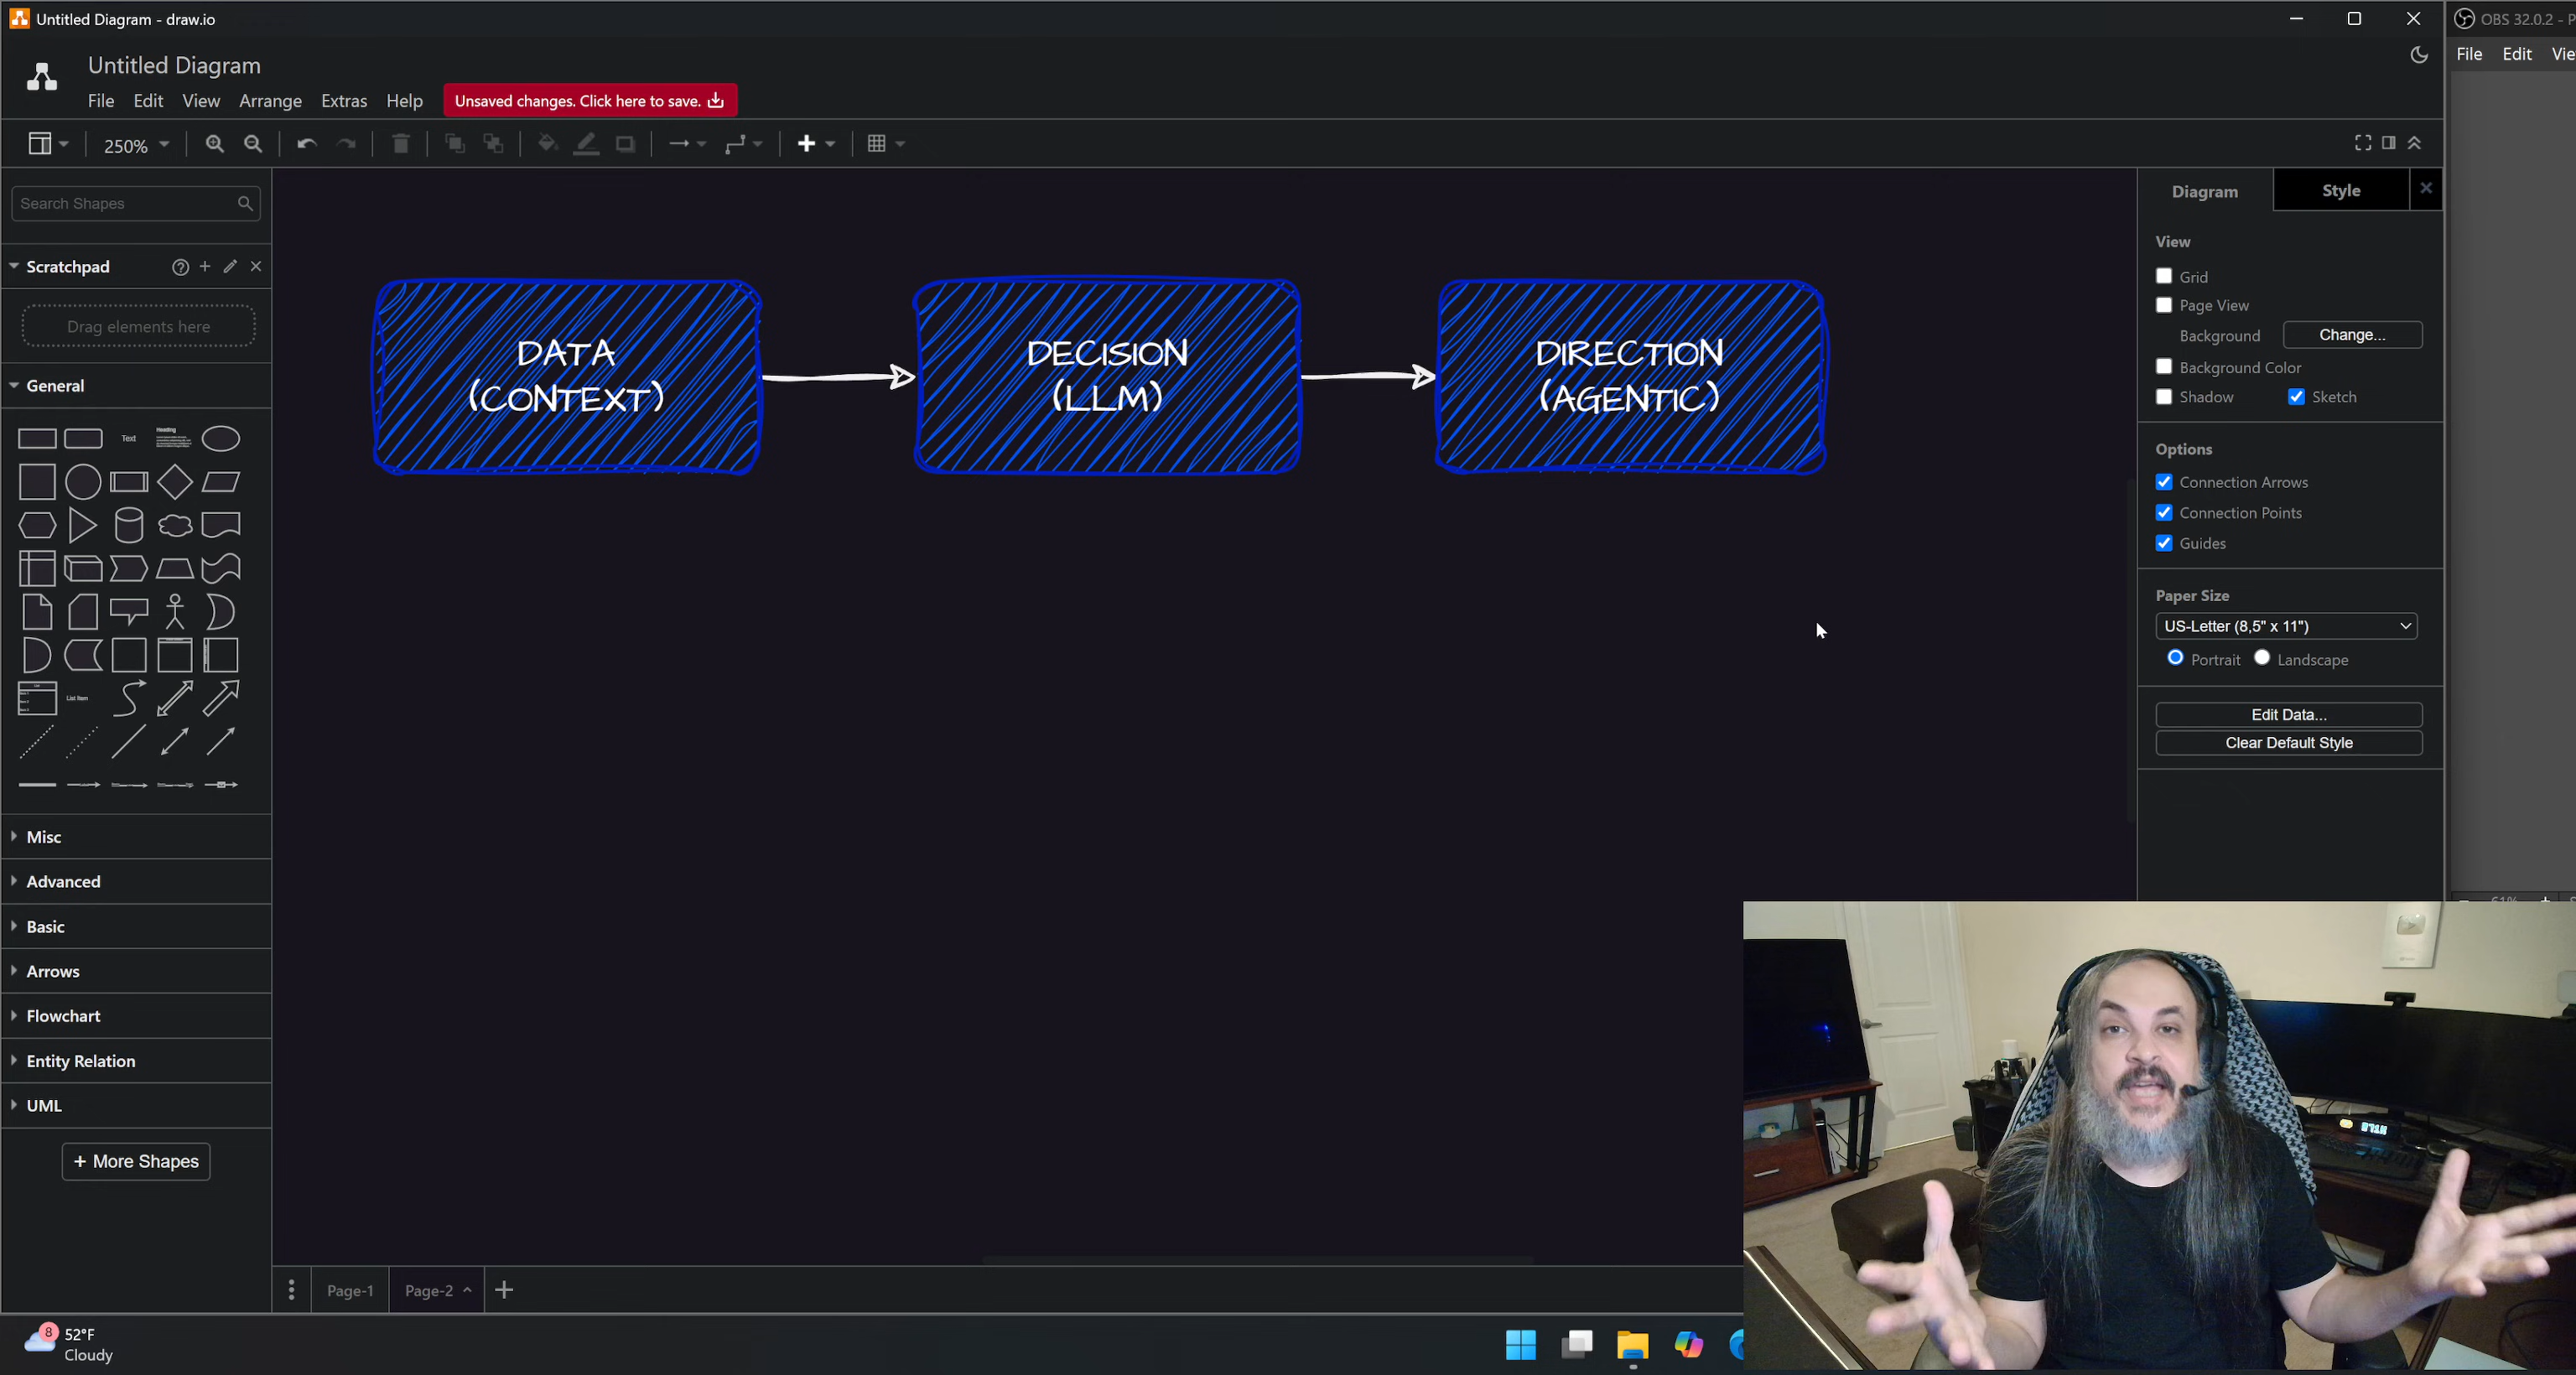 Untitled Diagram - draw.io
OBS 32.0.2 - P
Untitled Diagram
File Edit View Arrange Extras Help
Unsaved changes. Click here to save.
File Edit Vie
250%
Search Shapes
Scratchpad
Drag elements here
General
Text
Heading
List Item
Misc
Advanced
Basic
Arrows
Flowchart
Entity Relation
UML
+ More Shapes
DATA
(CONTEXT)
DECISION
(LLM)
DIRECTION
(AGENTIC)
Diagram Style
View
Grid
Page View
Background Change...
Background Color
Shadow Sketch
Options
Connection Arrows
Connection Points
Guides
Paper Size
US-Letter (8,5" x 11")
Portrait Landscape
Edit Data...
Clear Default Style
Page-1 Page-2
8
52°F
Cloudy